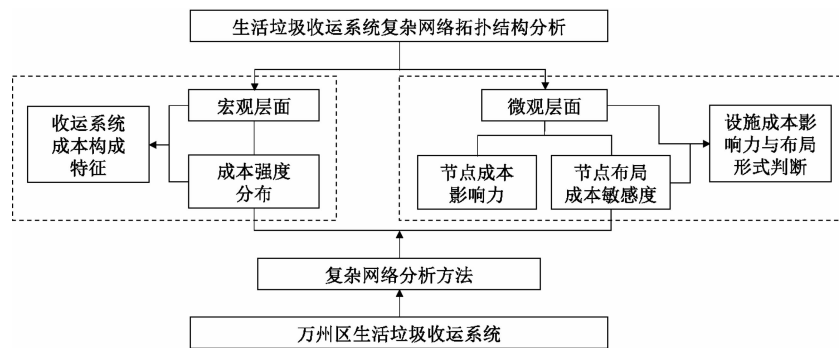 生活垃圾收运系统复杂网络拓扑结构分析
宏观层面
微观层面
收运系统
成本构成
特征
成本强度
分布
节点成本
影响力
节点布局
成本敏感度
设施成本影
响力与布局
形式判断
复杂网络分析方法
万州区生活垃圾收运系统